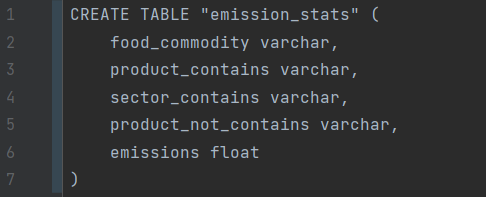 1 CREATE TABLE "emission_stats" (
2 food_commodity varchar,
3 product_contains varchar,
4 sector_contains varchar,
5 product_not_contains varchar,
6 emissions float
7 )